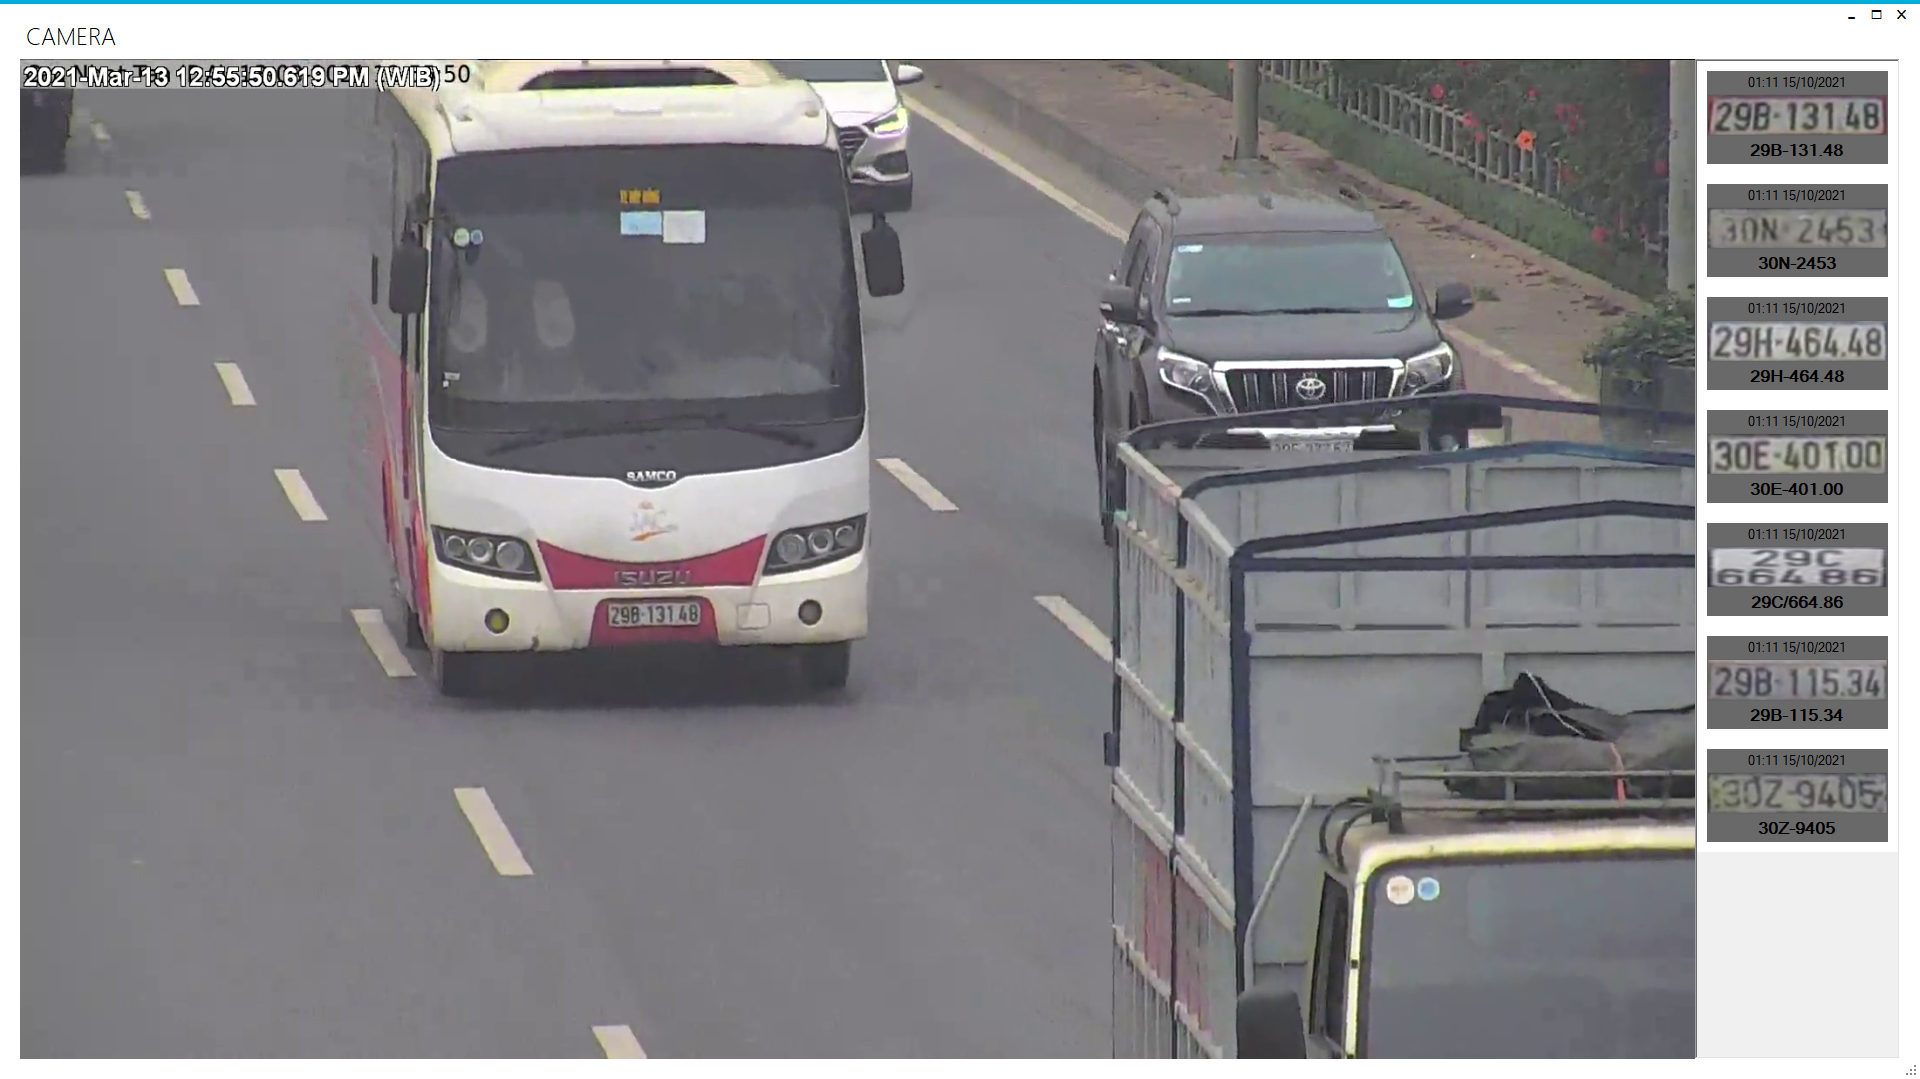 CAMERA
2021-Mar-13 12:55:50.619 PM (WIB)
SAMCO
ISUZU
29B-131.48
01:11 15/10/2021
29B-131.48
29B-131.48
01:11 15/10/2021
30N-2453
30N-2453
01:11 15/10/2021
29H-464.48
29H-464.48
01:11 15/10/2021
30E-401.00
30E-401.00
01:11 15/10/2021
29C
664.86
29C/664.86
01:11 15/10/2021
29B-115.34
29B-115.34
01:11 15/10/2021
30Z-9405
30Z-9405